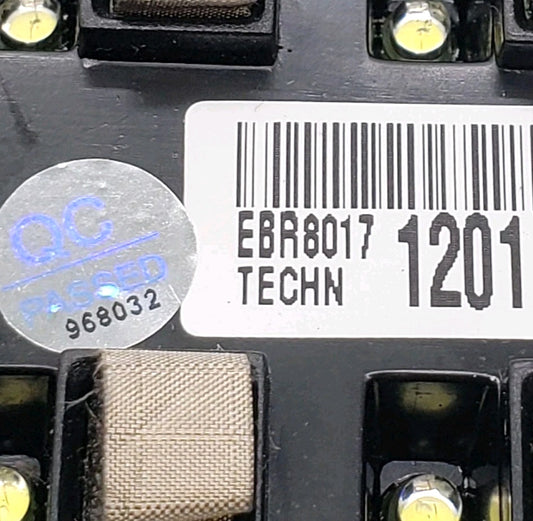 QC
PASSED
968032
EBR8017 1201
TECHN